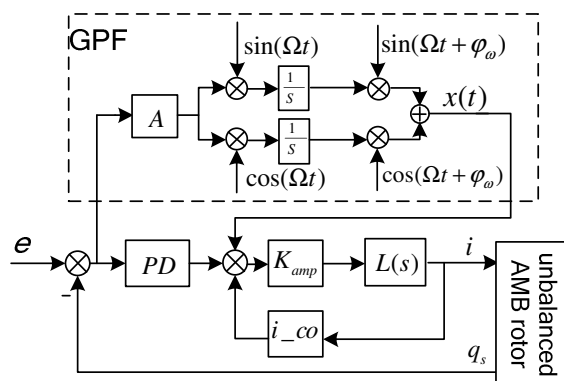 GPF
sin(Ωt)
sin(Ωt + φ_ω)
A
1/s
x(t)
1/s
cos(Ωt)
cos(Ωt + φ_ω)
e
PD
K_amp
L(s)
i
-
i_co
q_s
unbalanced
AMB rotor